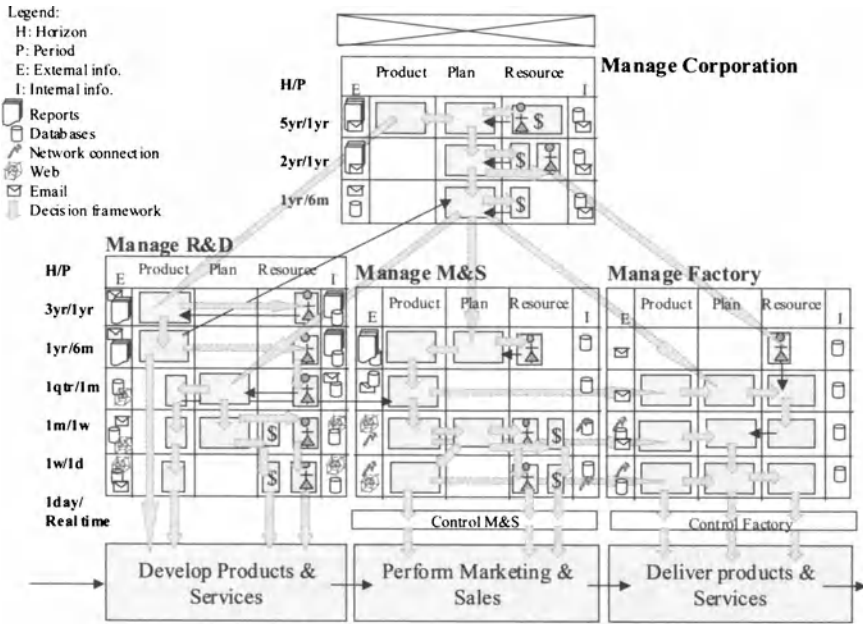 Legend:
H: Horizon
P: Period
E: External info.
I: Internal info.
Reports
Databases
Network connection
Web
Email
Decision framework
Manage Corporation
H/P
E
Product
Plan
Resource
I
5yr/1yr
$
2yr/1yr
$
1yr/6m
$
Manage R&D
H/P
E
Product
Plan
Resource
I
3yr/1yr
1yr/6m
1qtr/1m
1m/1w
$
1w/1d
$
1day/
Real time
Manage M&S
E
Product
Plan
Resource
I
$
$
Control M&S
Manage Factory
E
Product
Plan
Resource
I
Control Factory
Develop Products &
Services
Perform Marketing &
Sales
Deliver products &
Services